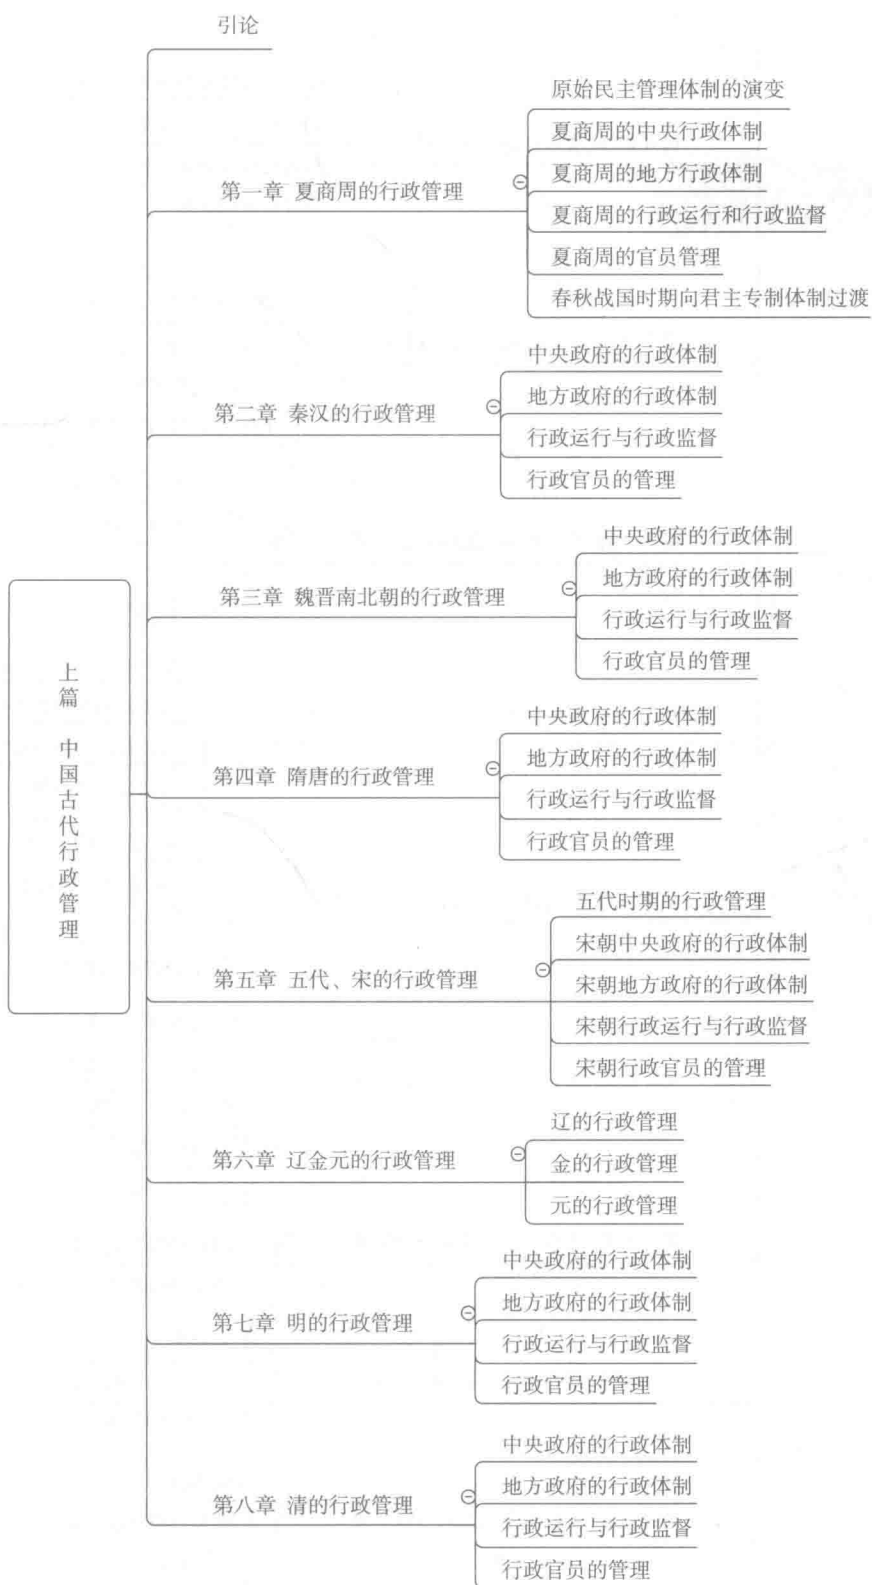 引论
第一章 夏商周的行政管理
原始民主管理体制的演变
夏商周的中央行政体制
夏商周的地方行政体制
夏商周的行政运行和行政监督
夏商周的官员管理
春秋战国时期向君主专制体制过渡
第二章 秦汉的行政管理
中央政府的行政体制
地方政府的行政体制
行政运行与行政监督
行政官员的管理
第三章 魏晋南北朝的行政管理
中央政府的行政体制
地方政府的行政体制
行政运行与行政监督
行政官员的管理
上篇 中国古代行政管理
第四章 隋唐的行政管理
中央政府的行政体制
地方政府的行政体制
行政运行与行政监督
行政官员的管理
第五章 五代、宋的行政管理
五代时期的行政管理
宋朝中央政府的行政体制
宋朝地方政府的行政体制
宋朝行政运行与行政监督
宋朝行政官员的管理
第六章 辽金元的行政管理
辽的行政管理
金的行政管理
元的行政管理
第七章 明的行政管理
中央政府的行政体制
地方政府的行政体制
行政运行与行政监督
行政官员的管理
第八章 清的行政管理
中央政府的行政体制
地方政府的行政体制
行政运行与行政监督
行政官员的管理